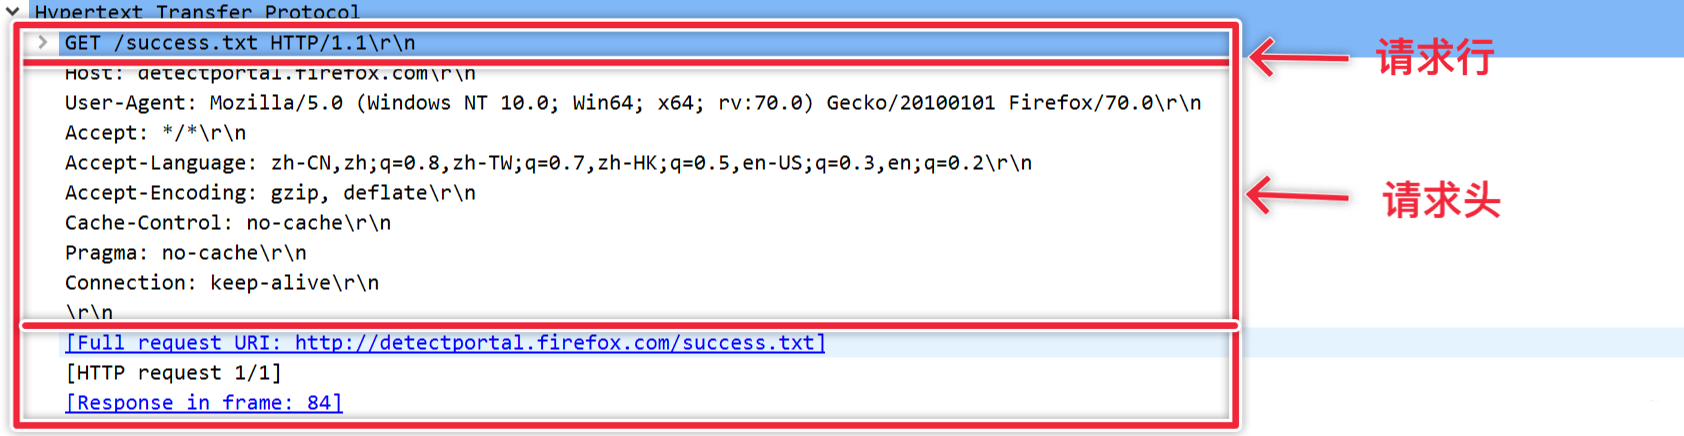 Hypertext Transfer Protocol
GET /success.txt HTTP/1.1\r\n
请求行
Host: detectportal.firefox.com\r\n
User-Agent: Mozilla/5.0 (Windows NT 10.0; Win64; x64; rv:70.0) Gecko/20100101 Firefox/70.0\r\n
Accept: */*\r\n
Accept-Language: zh-CN,zh;q=0.8,zh-TW;q=0.7,zh-HK;q=0.5,en-US;q=0.3,en;q=0.2\r\n
Accept-Encoding: gzip, deflate\r\n
请求头
Cache-Control: no-cache\r\n
Pragma: no-cache\r\n
Connection: keep-alive\r\n
\r\n
[Full request URI: http://detectportal.firefox.com/success.txt]
[HTTP request 1/1]
[Response in frame: 84]